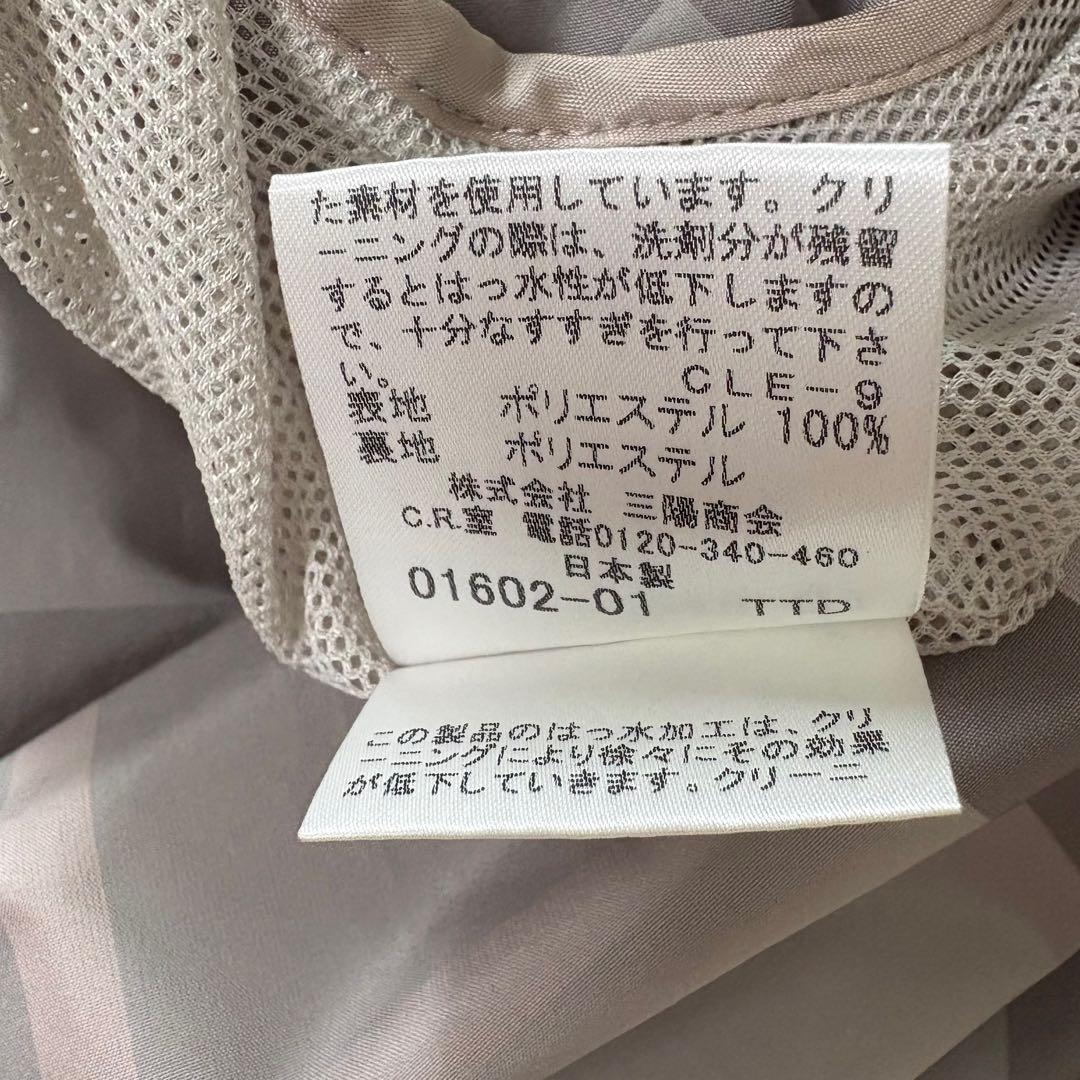 た素材を使用しています。クリ
ーニングの際は、洗剤分が残留
するとはっ水性が低下しますの
で、十分なすすぎを行って下さ
い。 CLE-9
表地 ポリエステル 100%
裏地 ポリエステル
株式会社 三陽商会
C.R.室 電話0120-340-460
日本製
01602-01 TTD
この製品のはっ水加工は、クリ
ーニングにより徐々にその効果
が低下していきます。クリーニ